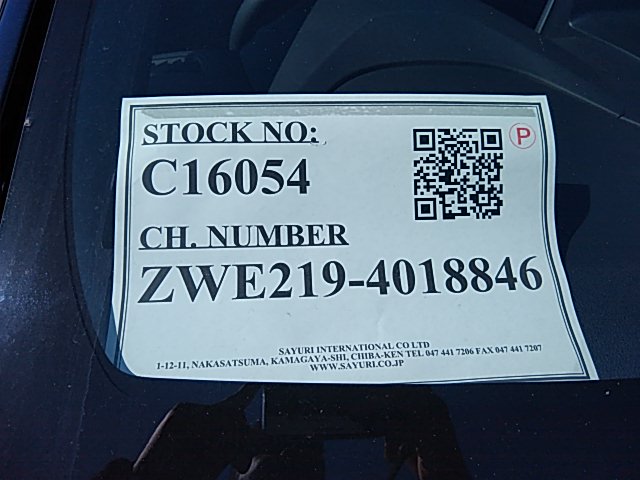 STOCK NO:
C16054
P
CH. NUMBER
ZWE219-4018846
SAYURI INTERNATIONAL CO LTD
1-12-11, NAKASATSUMA, KAMAGAYA-SHI, CHIBA-KEN TEL 047 441 7206 FAX 047 441 7207
WWW.SAYURI.CO.JP